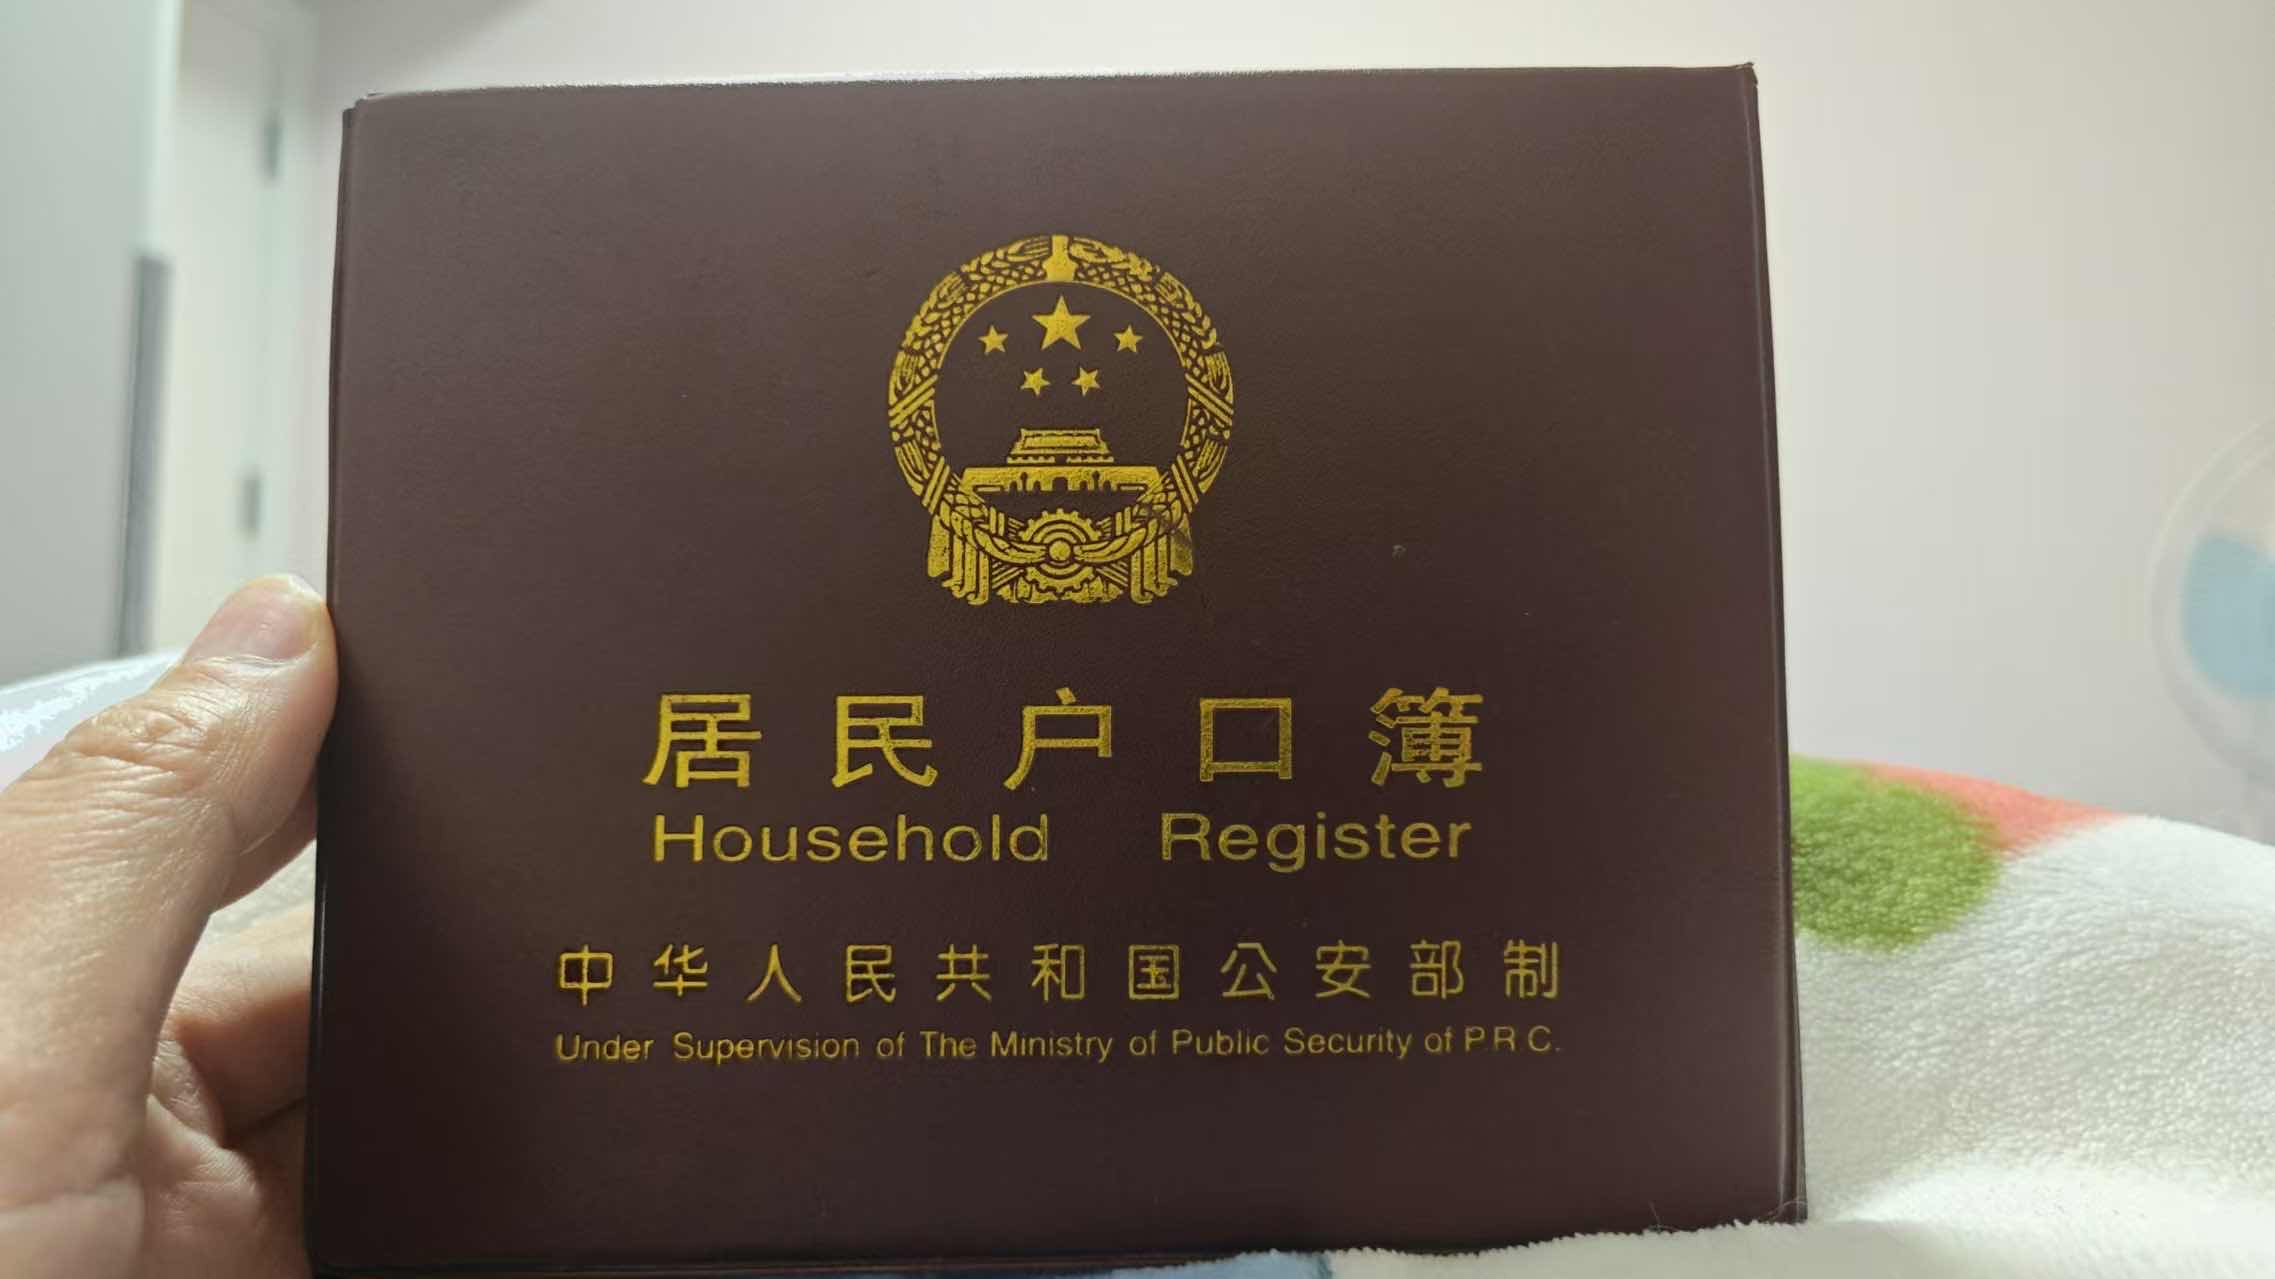 居民户口簿
Household Register
中华人民共和国公安部制
Under Supervision of The Ministry of Public Security of P.R.C.